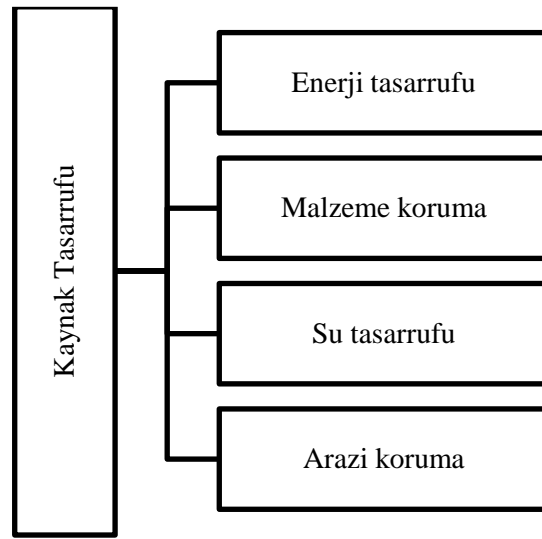 Kaynak Tasarrufu
Enerji tasarrufu
Malzeme koruma
Su tasarrufu
Arazi koruma